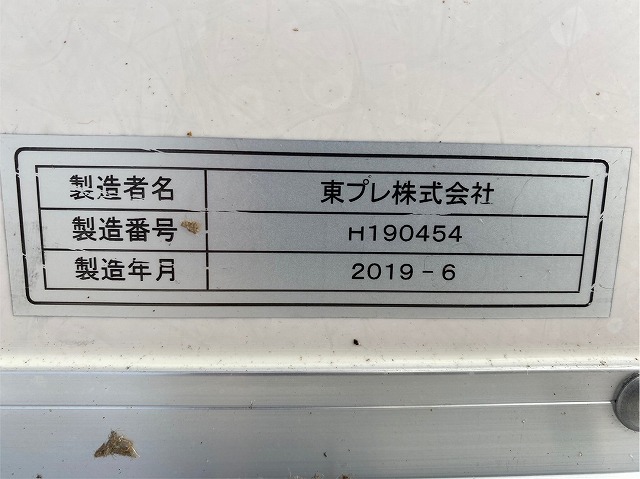 製造者名 東プレ株式会社
製造番号 H190454
製造年月 2019-6